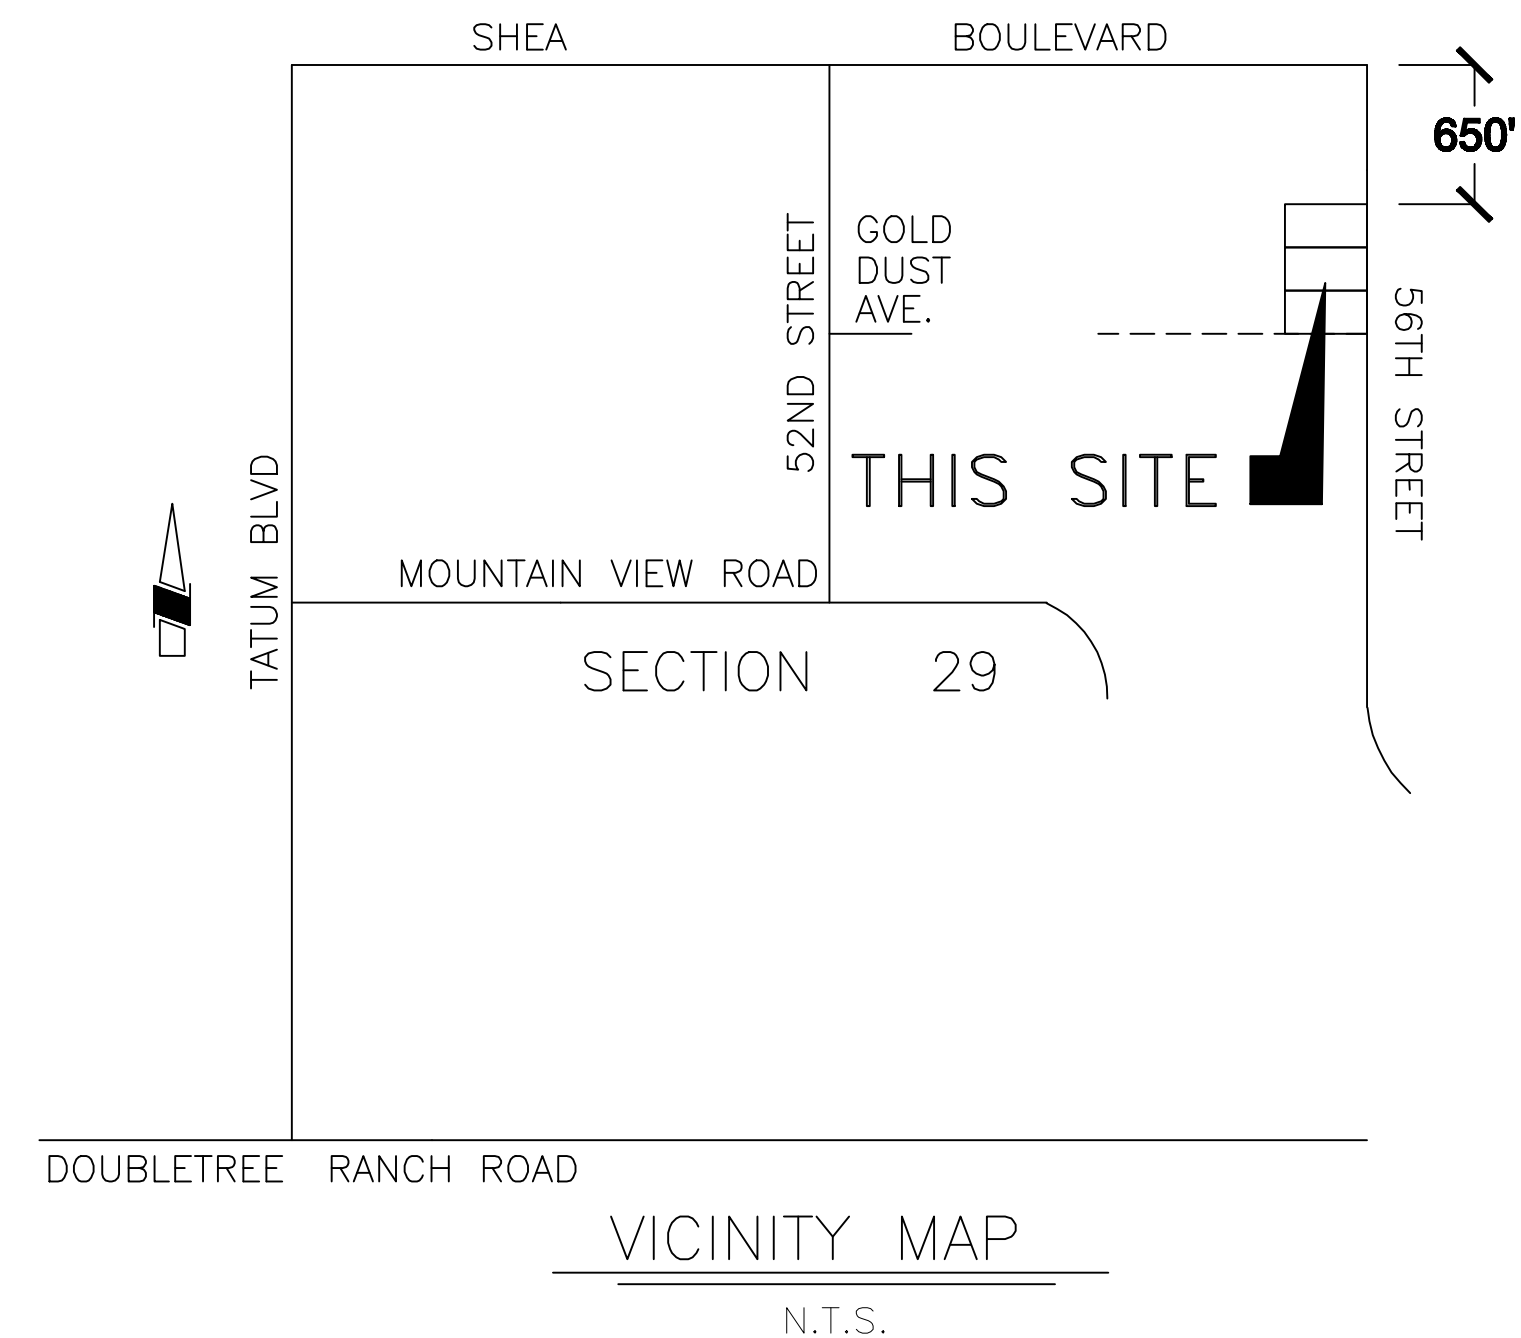 SHEA BOULEVARD
650'
GOLD
DUST
AVE.
52ND STREET
56TH STREET
THIS SITE
TATUM BLVD
MOUNTAIN VIEW ROAD
SECTION 29
DOUBLETREE RANCH ROAD
VICINITY MAP
N.T.S.